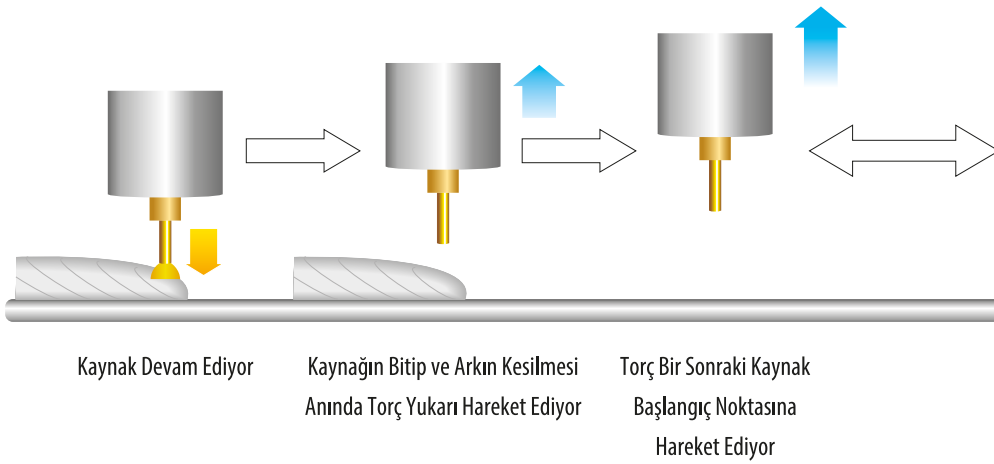 Kaynak Devam Ediyor
Kaynağın Bitip ve Arkın Kesilmesi
Anında Torç Yukarı Hareket Ediyor
Torç Bir Sonraki Kaynak
Başlangıç Noktasına
Hareket Ediyor